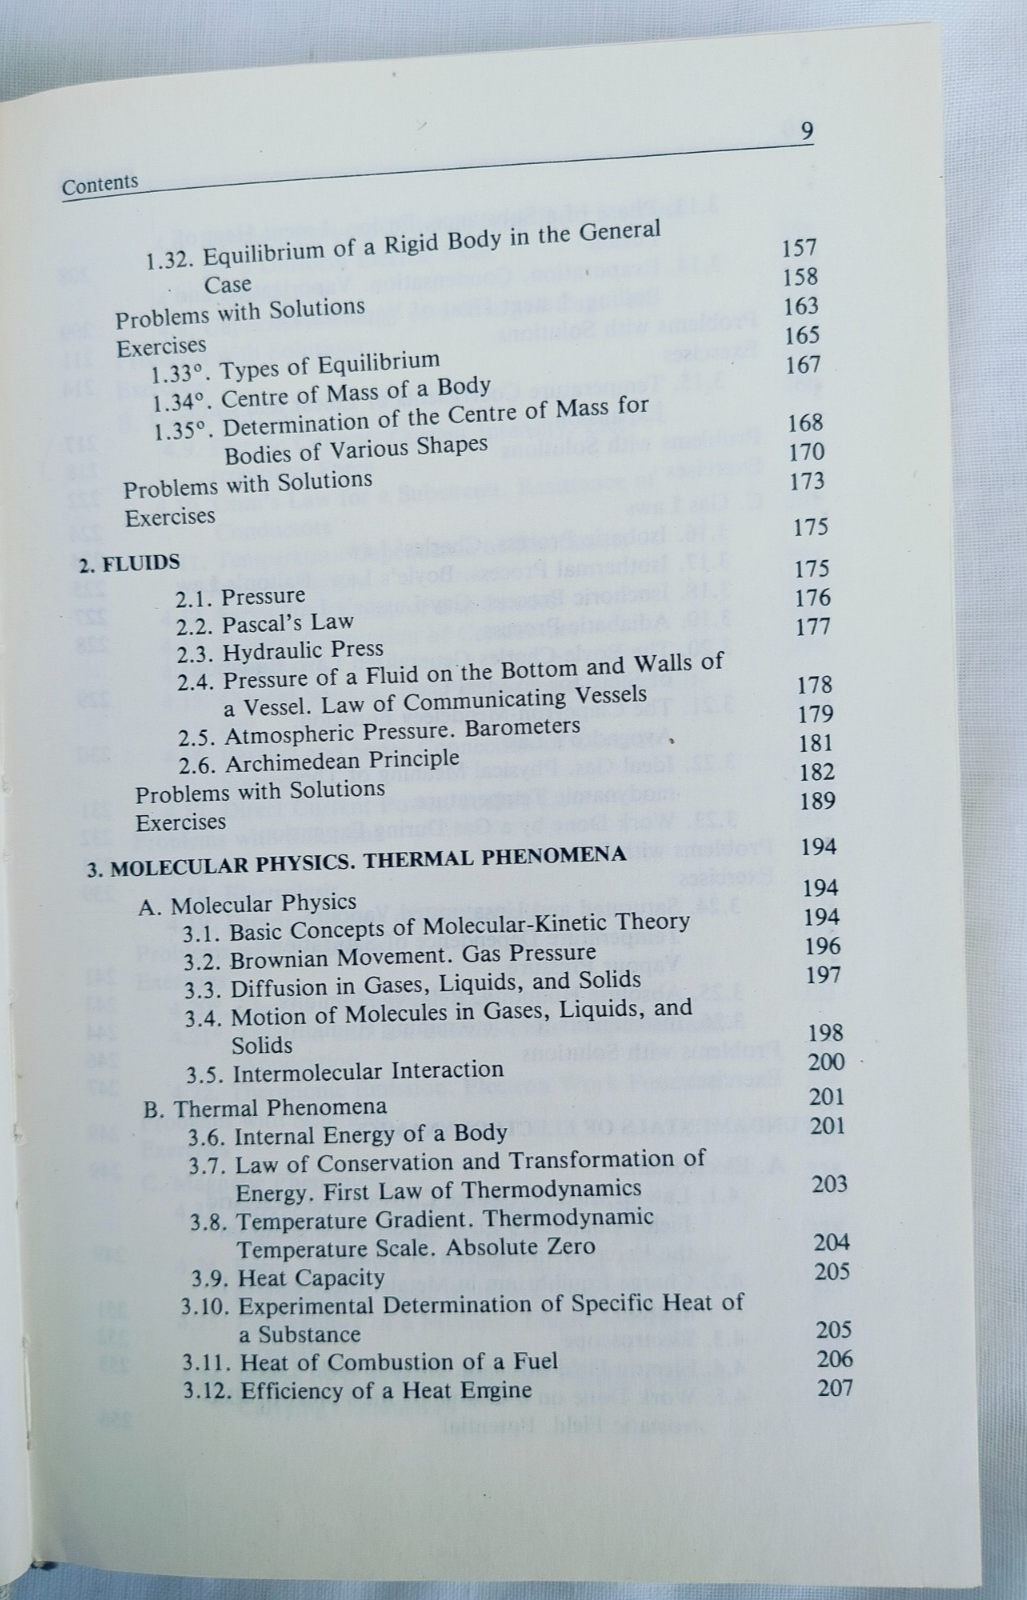 Contents 9
1.32. Equilibrium of a Rigid Body in the General
Case 157
Problems with Solutions 158
Exercises 163
1.33°. Types of Equilibrium 165
1.34°. Centre of Mass of a Body 167
1.35°. Determination of the Centre of Mass for
Bodies of Various Shapes 168
Problems with Solutions 170
Exercises 173
2. FLUIDS 175
2.1. Pressure 175
2.2. Pascal's Law 176
2.3. Hydraulic Press 177
2.4. Pressure of a Fluid on the Bottom and Walls of
a Vessel. Law of Communicating Vessels 178
2.5. Atmospheric Pressure. Barometers 179
2.6. Archimedean Principle 181
Problems with Solutions 182
Exercises 189
3. MOLECULAR PHYSICS. THERMAL PHENOMENA 194
A. Molecular Physics 194
3.1. Basic Concepts of Molecular-Kinetic Theory 194
3.2. Brownian Movement. Gas Pressure 196
3.3. Diffusion in Gases, Liquids, and Solids 197
3.4. Motion of Molecules in Gases, Liquids, and
Solids 198
3.5. Intermolecular Interaction 200
B. Thermal Phenomena 201
3.6. Internal Energy of a Body 201
3.7. Law of Conservation and Transformation of
Energy. First Law of Thermodynamics 203
3.8. Temperature Gradient. Thermodynamic
Temperature Scale. Absolute Zero 204
3.9. Heat Capacity 205
3.10. Experimental Determination of Specific Heat of
a Substance 205
3.11. Heat of Combustion of a Fuel 206
3.12. Efficiency of a Heat Engine 207